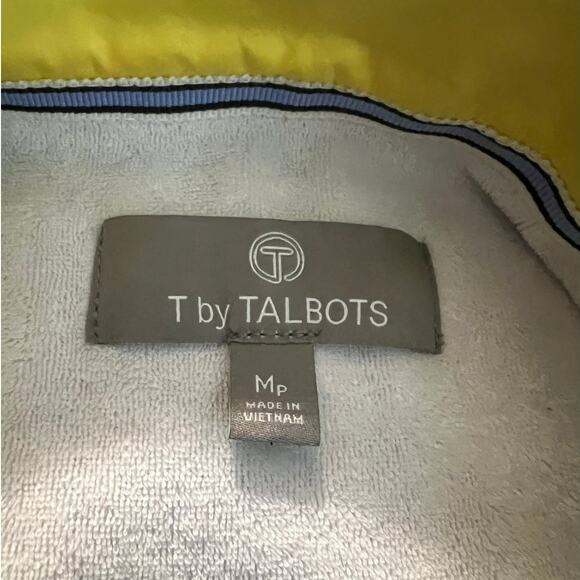 T
T by TALBOTS
MP
MADE IN
VIETNAM